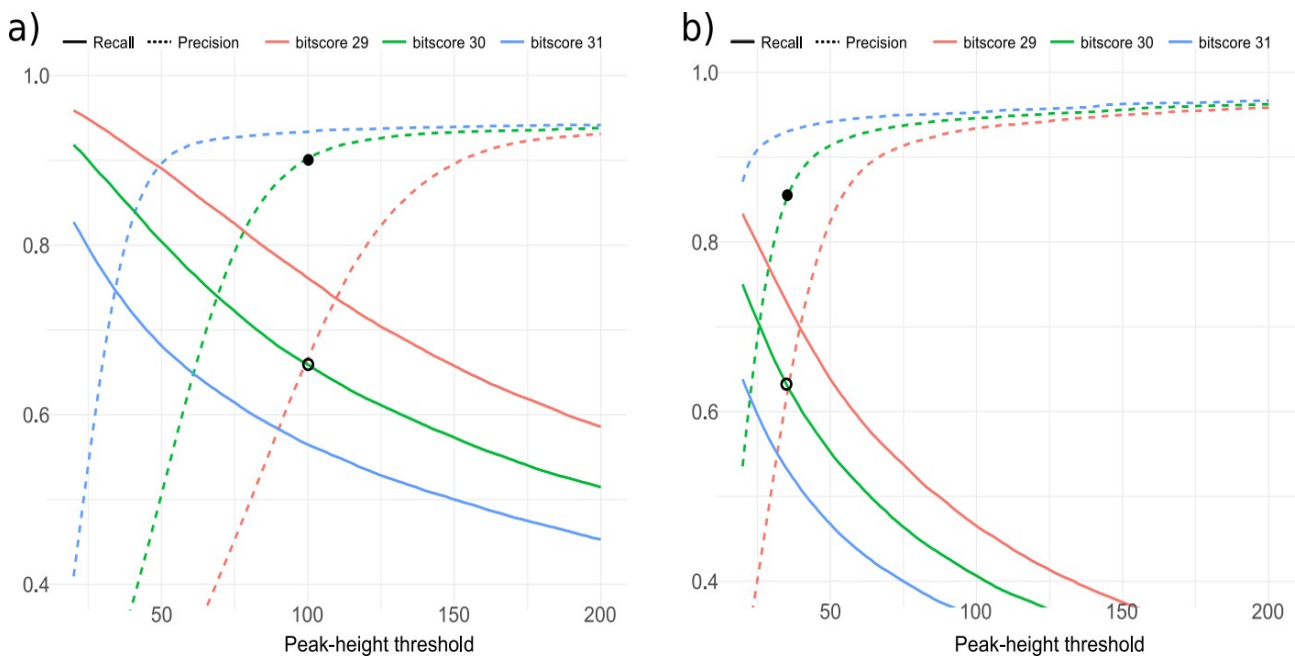 a)
Recall Precision bitscore 29 bitscore 30 bitscore 31
1.0
0.8
0.6
0.4
50 100 150 200
Peak-height threshold
b)
Recall Precision bitscore 29 bitscore 30 bitscore 31
1.0
0.8
0.6
0.4
50 100 150 200
Peak-height threshold